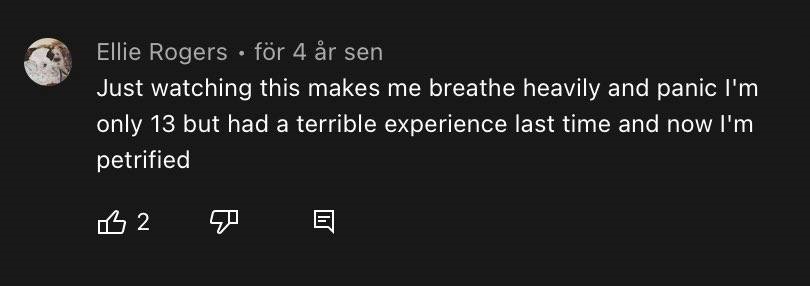 Ellie Rogers • för 4 år sen
Just watching this makes me breathe heavily and panic I'm
only 13 but had a terrible experience last time and now I'm
petrified
2